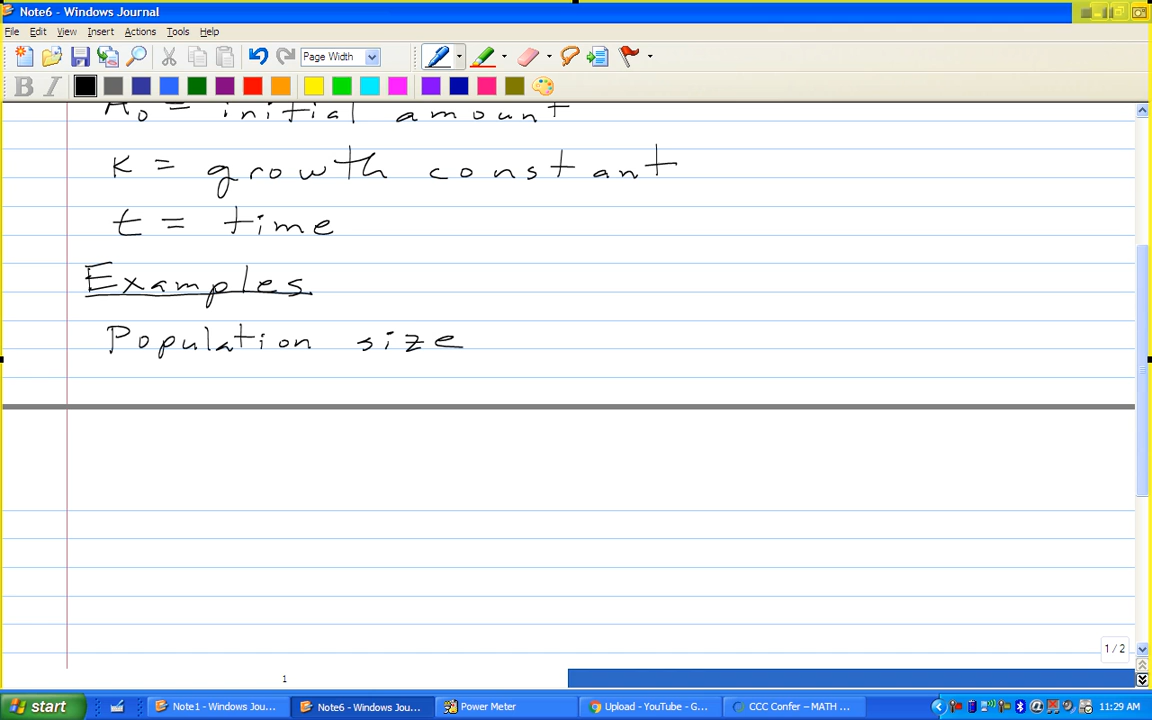 Note6 - Windows Journal
File Edit View Insert Actions Tools Help
Page Width
B I
A0 = initial amount
K = growth constant
t = time
Examples
Population size
1 / 2
1
start Note1 - Windows Jou... Note6 - Windows Jou... Power Meter Upload - YouTube - G... CCC Confer – MATH ... 11:29 AM